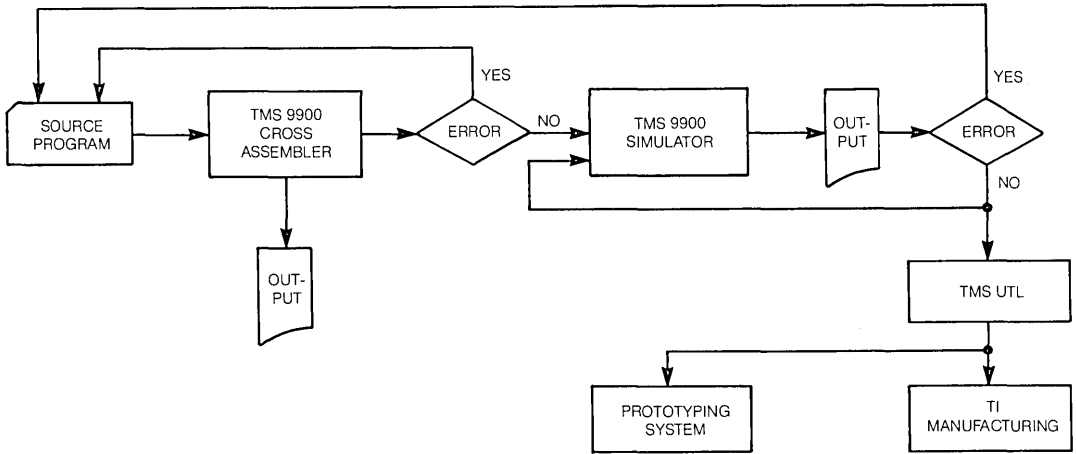 YES
YES
SOURCE
PROGRAM
TMS 9900
CROSS
ASSEMBLER
ERROR
NO
TMS 9900
SIMULATOR
OUT-
PUT
ERROR
NO
OUT-
PUT
TMS UTL
PROTOTYPING
SYSTEM
TI
MANUFACTURING